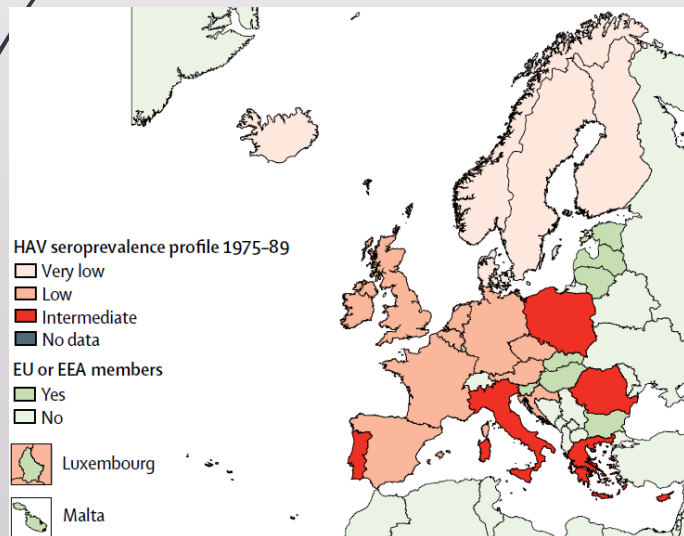 HAV seroprevalence profile 1975–89
Very low
Low
Intermediate
No data
EU or EEA members
Yes
No
Luxembourg
Malta